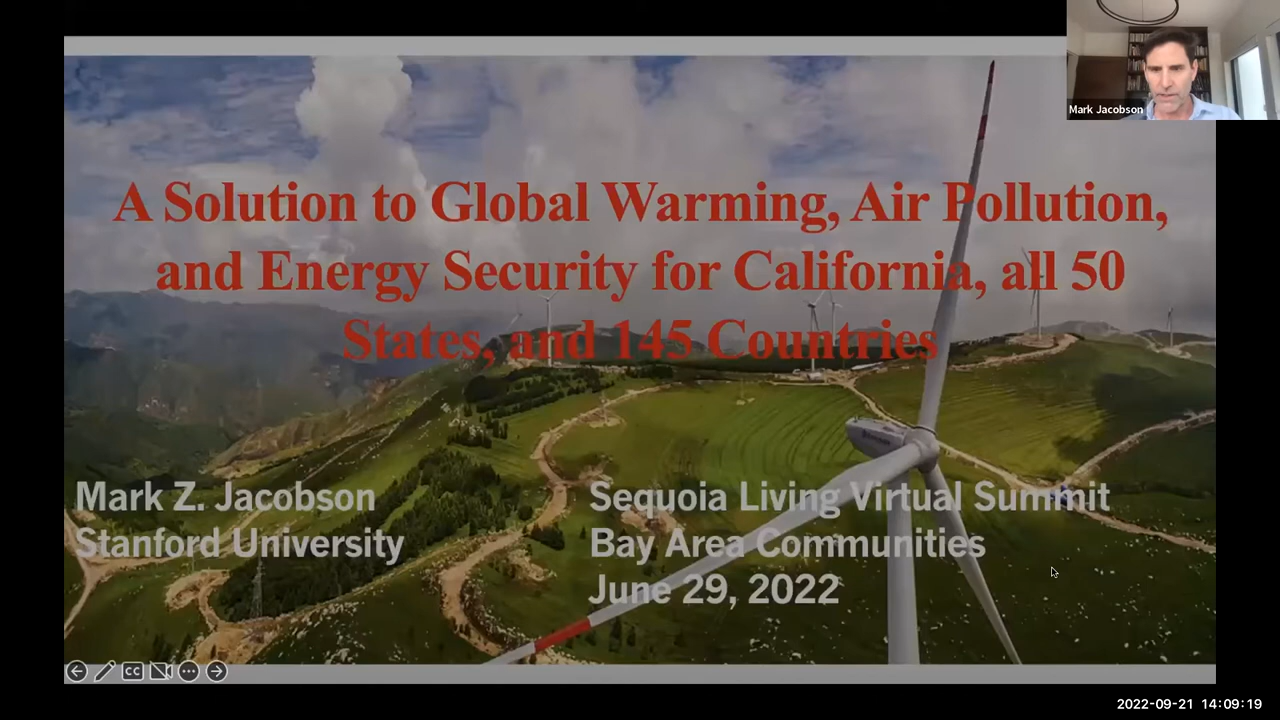 Mark Jacobson
A Solution to Global Warming, Air Pollution,
and Energy Security for California, all 50
States, and 145 Countries
Mark Z. Jacobson
Stanford University
Sequoia Living Virtual Summit
Bay Area Communities
June 29, 2022
CC
2022-09-21 14:09:19